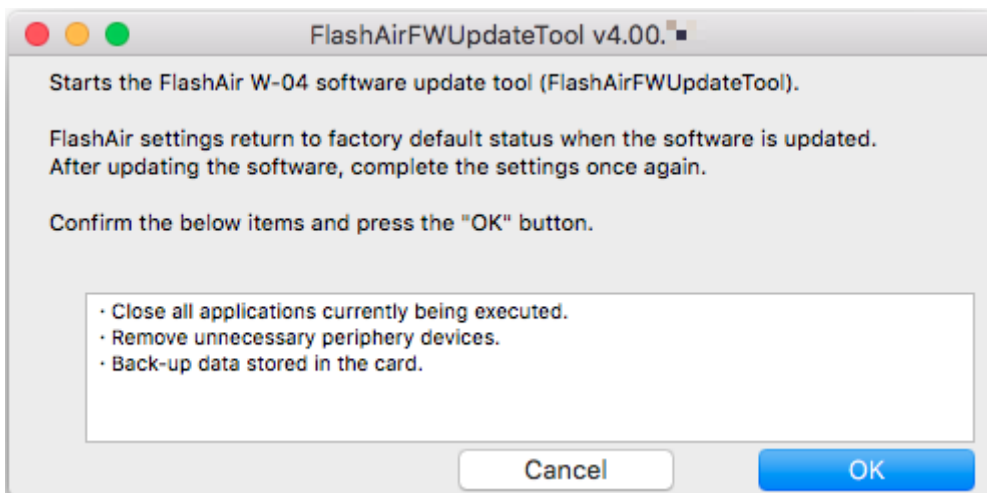 FlashAirFWUpdateTool v4.00.
Starts the FlashAir W-04 software update tool (FlashAirFWUpdateTool).
FlashAir settings return to factory default status when the software is updated.
After updating the software, complete the settings once again.
Confirm the below items and press the "OK" button.
· Close all applications currently being executed.
· Remove unnecessary periphery devices.
· Back-up data stored in the card.
Cancel
OK